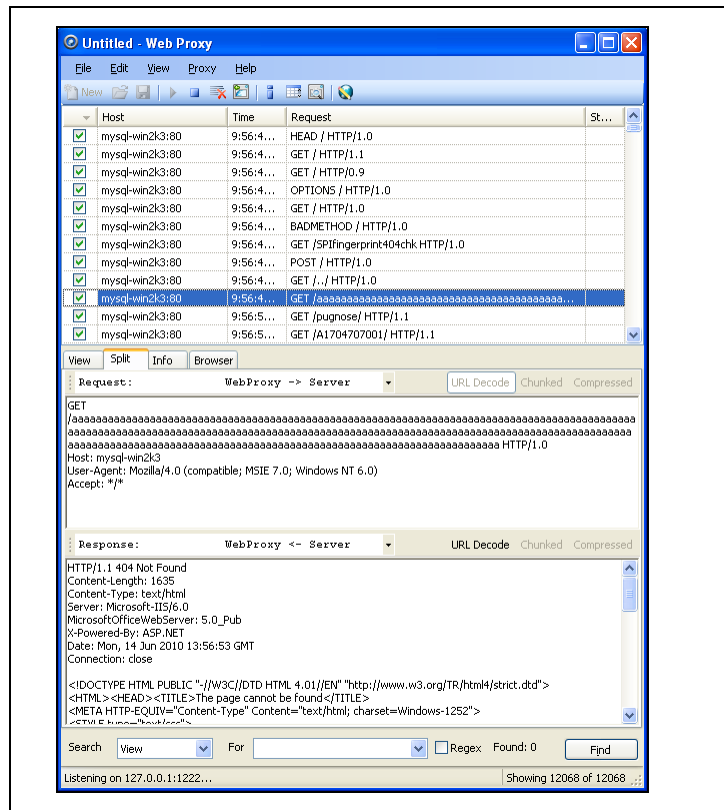 Untitled - Web Proxy
File Edit View Proxy Help
New
Host Time Request St...
mysql-win2k3:80 9:56:4... HEAD / HTTP/1.0
mysql-win2k3:80 9:56:4... GET / HTTP/1.1
mysql-win2k3:80 9:56:4... GET / HTTP/0.9
mysql-win2k3:80 9:56:4... OPTIONS / HTTP/1.0
mysql-win2k3:80 9:56:4... GET / HTTP/1.0
mysql-win2k3:80 9:56:4... BADMETHOD / HTTP/1.0
mysql-win2k3:80 9:56:4... GET /SPIfingerprint404chk HTTP/1.0
mysql-win2k3:80 9:56:4... POST / HTTP/1.0
mysql-win2k3:80 9:56:4... GET /../ HTTP/1.0
mysql-win2k3:80 9:56:4... GET
mysql-win2k3:80 9:56:5... GET /pugnose/ HTTP/1.1
mysql-win2k3:80 9:56:5... GET /A1704707001/ HTTP/1.1
View Split Info Browser
Request: WebProxy -> Server URL Decode Chunked Compressed
GET
HTTP/1.0
Host: mysql-win2k3
User-Agent: Mozilla/4.0 (compatible; MSIE 7.0; Windows NT 6.0)
Accept: */*
Response: WebProxy <- Server URL Decode Chunked Compressed
HTTP/1.1 404 Not Found
Content-Length: 1635
Content-Type: text/html
Server: Microsoft-IIS/6.0
MicrosoftOfficeWebServer: 5.0_Pub
X-Powered-By: ASP.NET
Date: Mon, 14 Jun 2010 13:56:53 GMT
Connection: close
<!DOCTYPE HTML PUBLIC "-//W3C//DTD HTML 4.01//EN" "http://www.w3.org/TR/html4/strict.dtd">
<HTML><HEAD><TITLE>The page cannot be found</TITLE>
<META HTTP-EQUIV="Content-Type" Content="text/html; charset=Windows-1252">
<STYLE type="text/css">
Search View For Regex Found: 0 Find
Listening on 127.0.0.1:1222... Showing 12068 of 12068